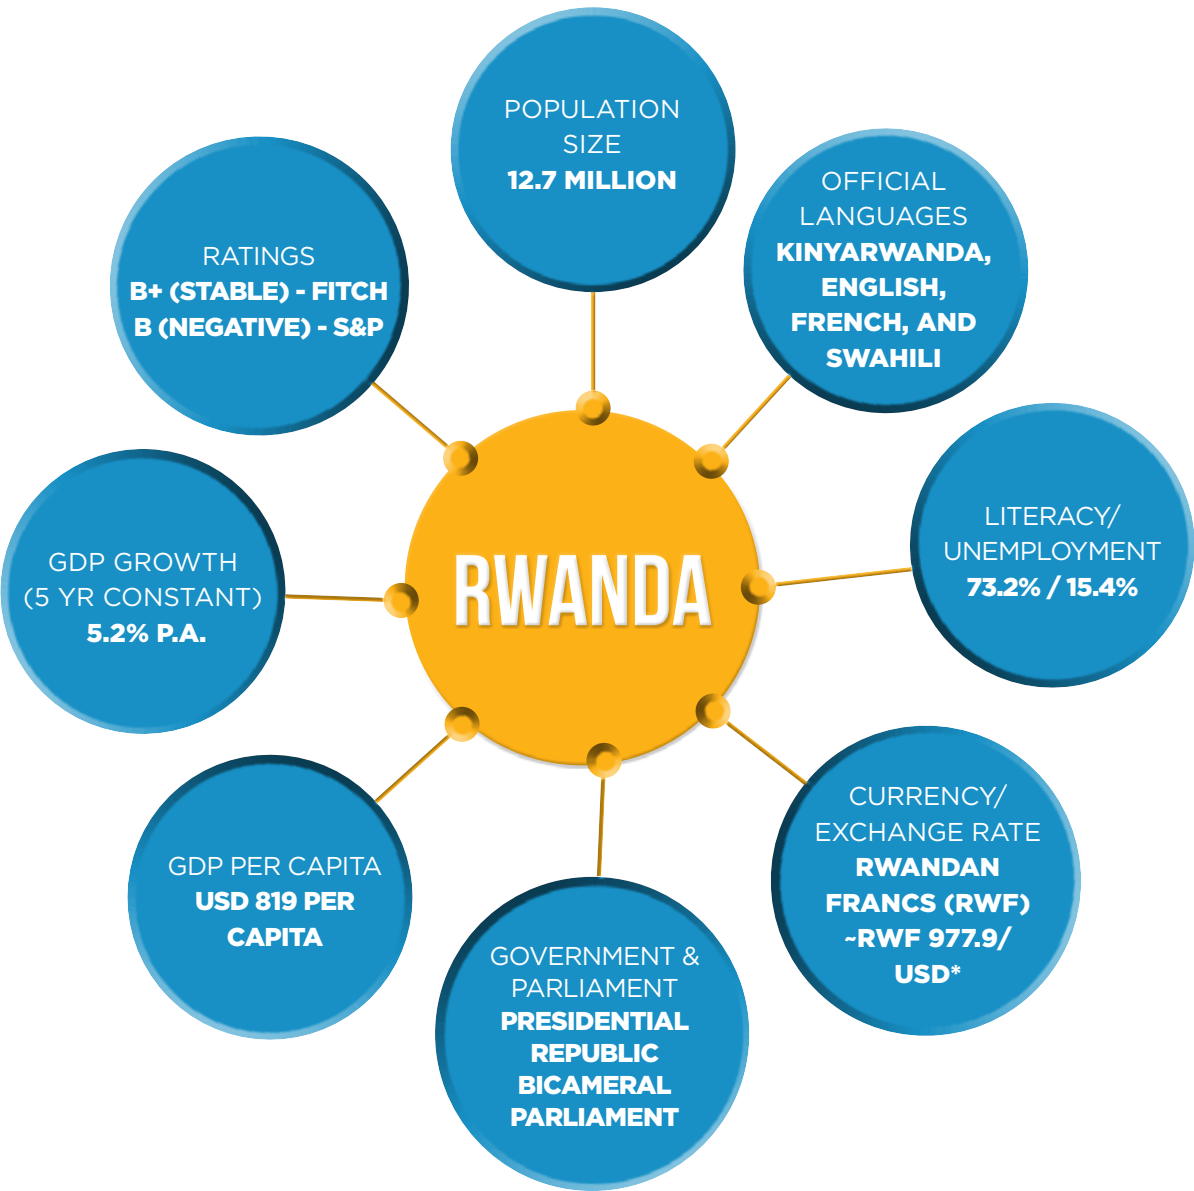 POPULATION
SIZE
12.7 MILLION
OFFICIAL
LANGUAGES
KINYARWANDA,
ENGLISH,
FRENCH, AND
SWAHILI
RATINGS
B+ (STABLE) - FITCH
B (NEGATIVE) - S&P
LITERACY/
UNEMPLOYMENT
73.2% / 15.4%
GDP GROWTH
(5 YR CONSTANT)
5.2% P.A.
RWANDA
CURRENCY/
EXCHANGE RATE
RWANDAN
FRANCS (RWF)
~RWF 977.9/
USD*
GDP PER CAPITA
USD 819 PER
CAPITA
GOVERNMENT &
PARLIAMENT
PRESIDENTIAL
REPUBLIC
BICAMERAL
PARLIAMENT